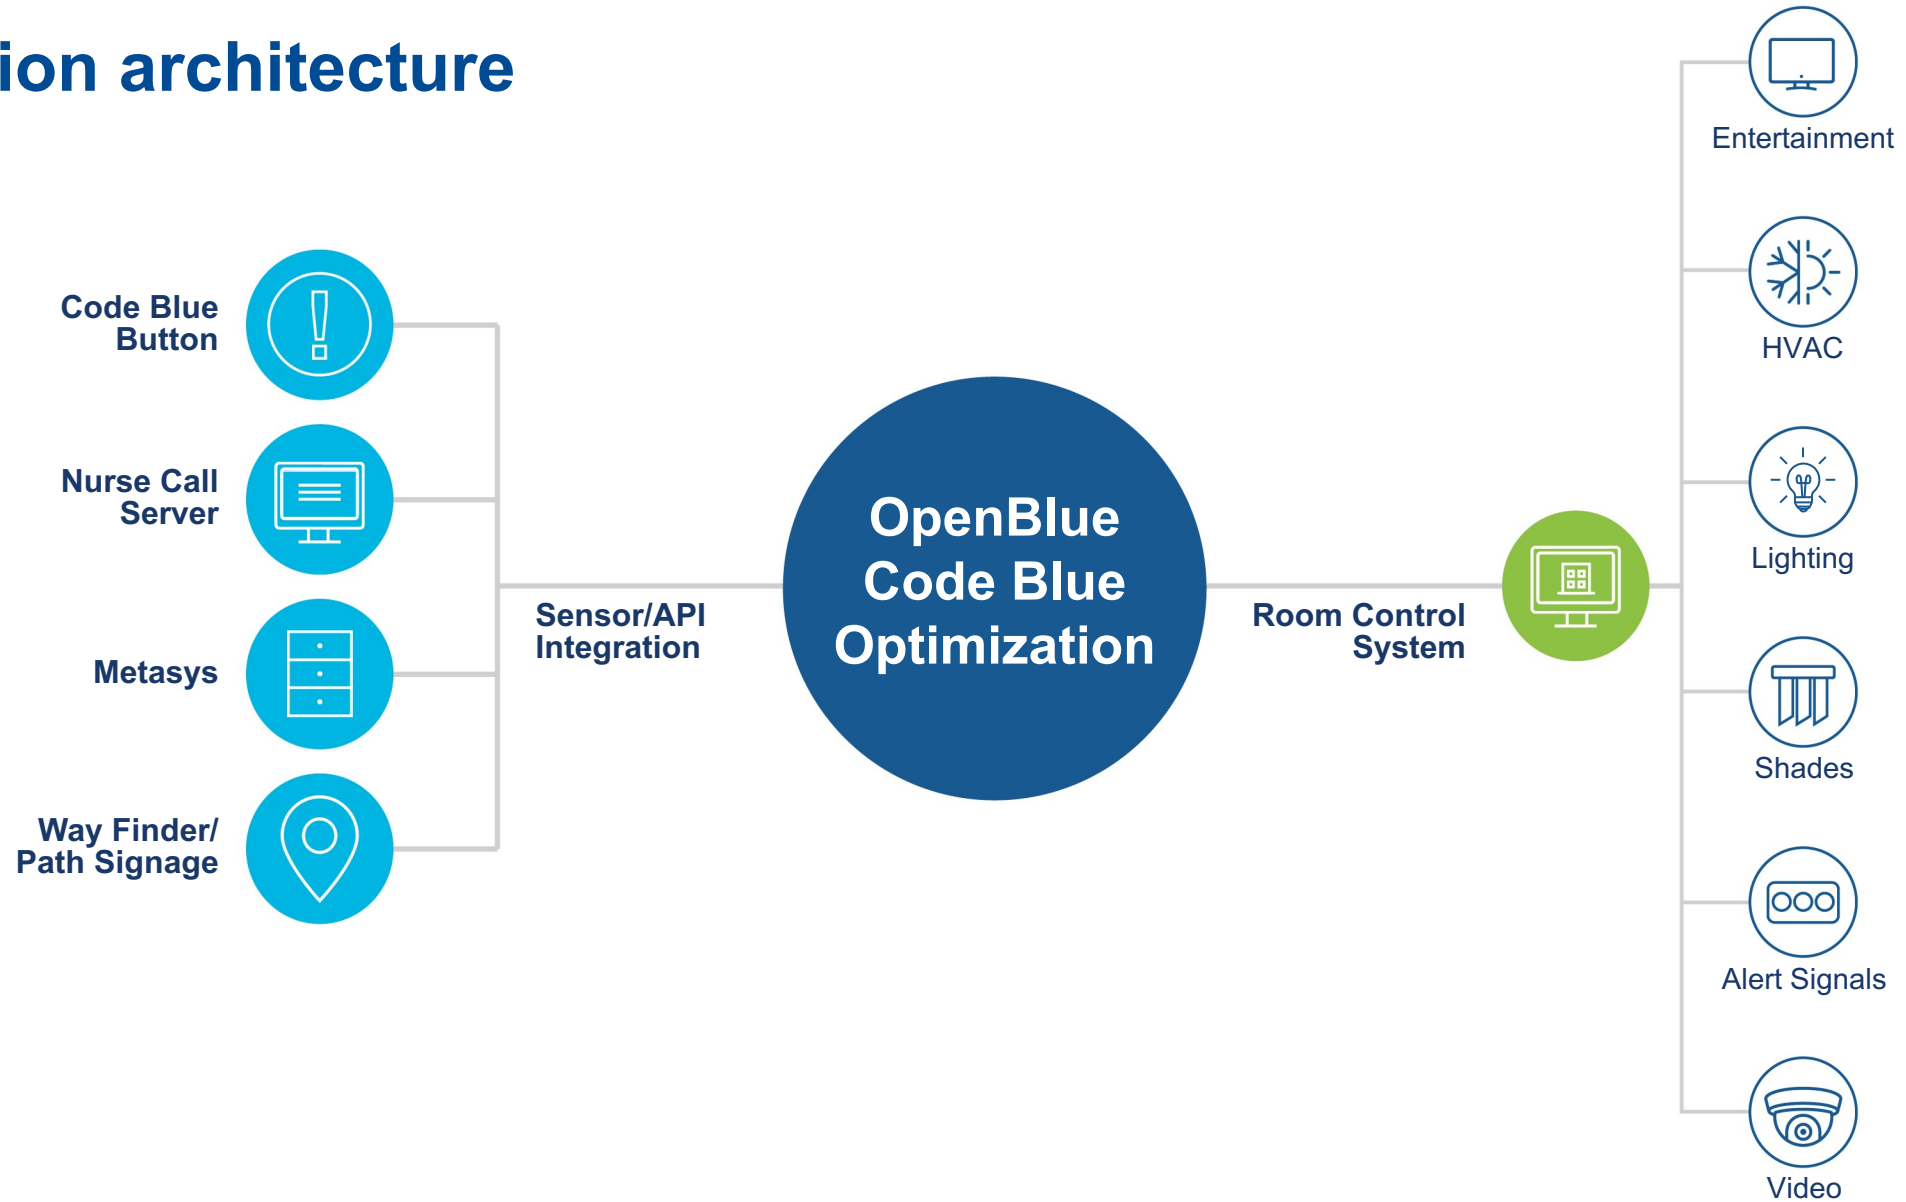 ion architecture
Code Blue
Button
Nurse Call
Server
Metasys
Way Finder/
Path Signage
Sensor/API
Integration
OpenBlue
Code Blue
Optimization
Room Control
System
Entertainment
HVAC
Lighting
Shades
Alert Signals
Video